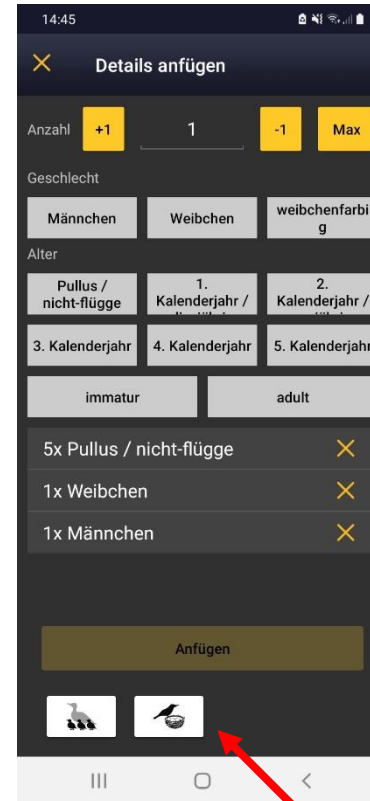 14:45
Details anfügen
Anzahl +1 1 -1 Max
Geschlecht
Männchen Weibchen weibchenfarbi
g
Alter
Pullus / 1. 2.
nicht-flügge Kalenderjahr / Kalenderjahr /
3. Kalenderjahr 4. Kalenderjahr 5. Kalenderjahr
immatur adult
5x Pullus / nicht-flügge
1x Weibchen
1x Männchen
Anfügen